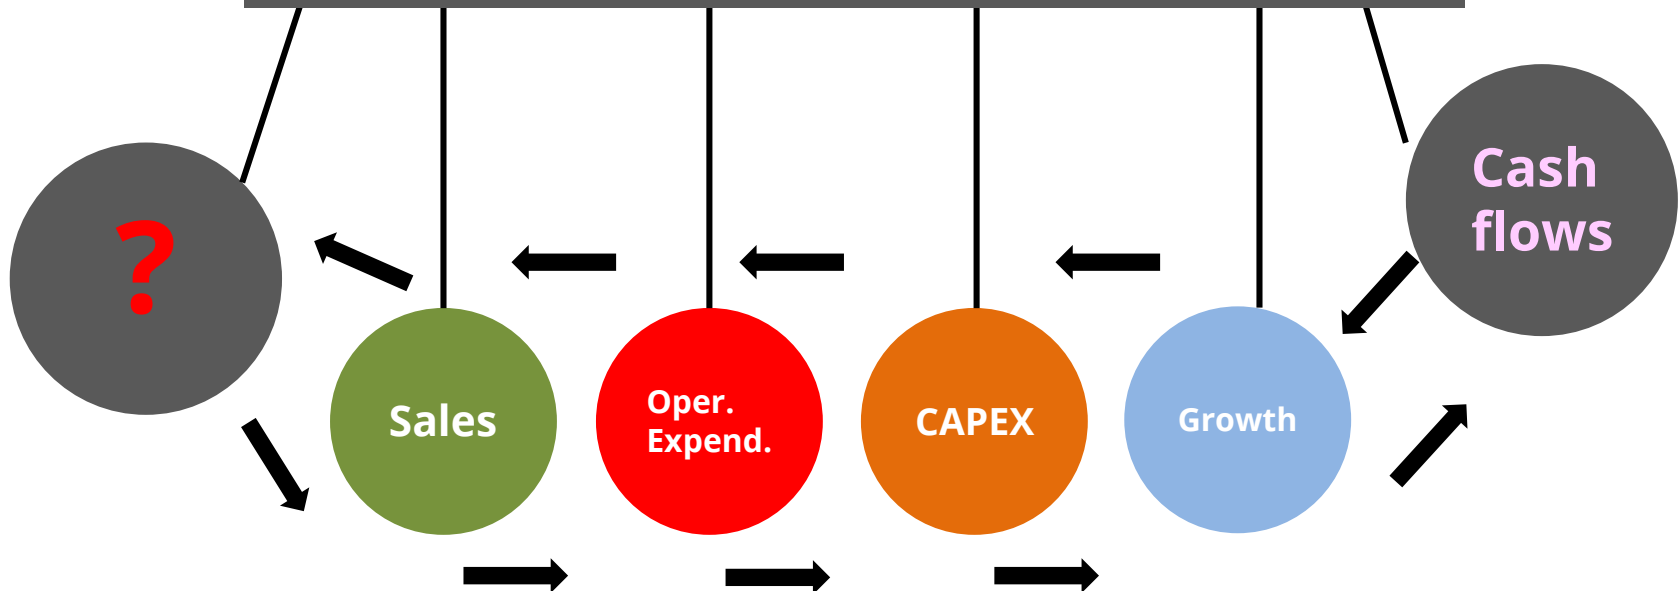 ?
Sales
Oper.
Expend.
CAPEX
Growth
Cash
flows